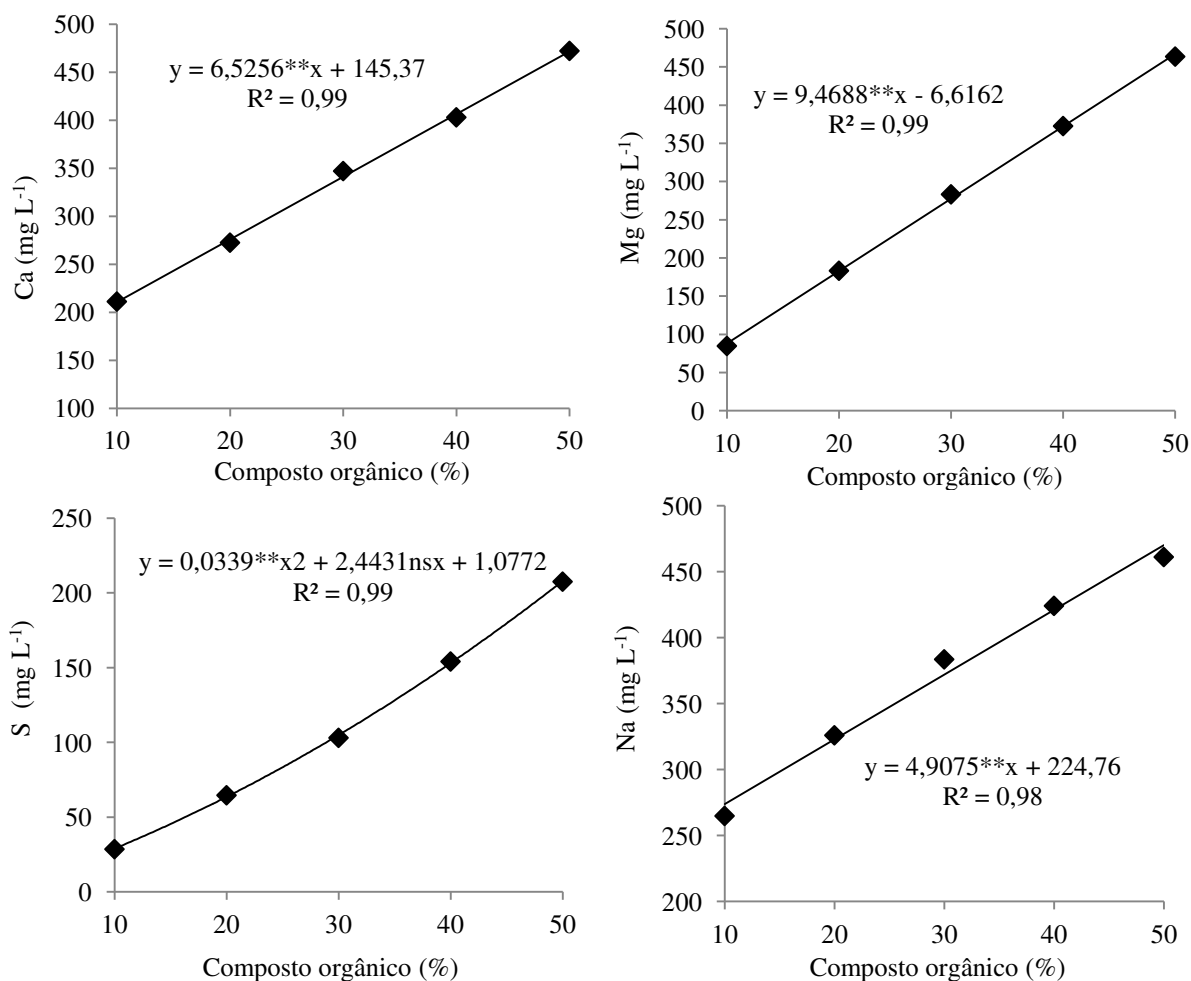 500
450
400
350
300
250
200
150
100
Ca (mg L-1)
y = 6,5256**x + 145,37
R² = 0,99
10 20 30 40 50
Composto orgânico (%)
500
450
400
350
300
250
200
150
100
50
0
Mg (mg L-1)
y = 9,4688**x - 6,6162
R² = 0,99
10 20 30 40 50
Composto orgânico (%)
250
200
150
100
50
0
S (mg L-1)
y = 0,0339**x2 + 2,4431nsx + 1,0772
R² = 0,99
10 20 30 40 50
Composto orgânico (%)
500
450
400
350
300
250
200
Na (mg L-1)
y = 4,9075**x + 224,76
R² = 0,98
10 20 30 40 50
Composto orgânico (%)